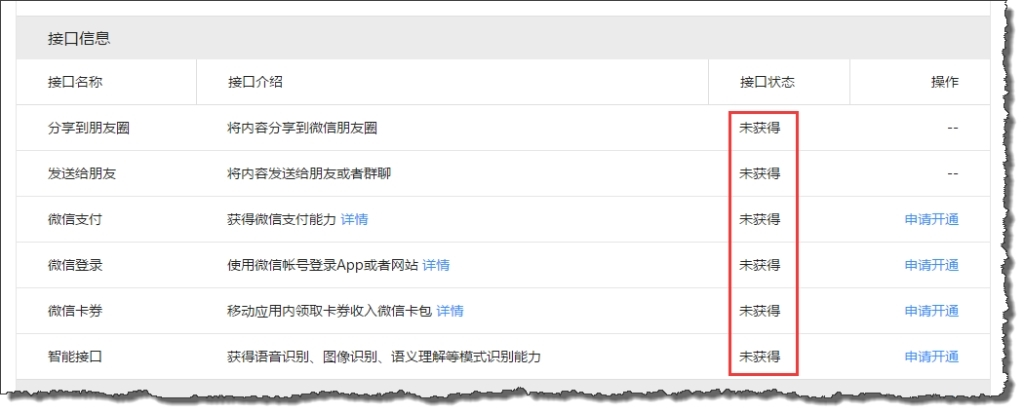 接口信息
接口名称 接口介绍 接口状态 操作
分享到朋友圈 将内容分享到微信朋友圈 未获得 --
发送给朋友 将内容发送给朋友或者群聊 未获得 --
微信支付 获得微信支付能力 详情 未获得 申请开通
微信登录 使用微信帐号登录App或者网站 详情 未获得 申请开通
微信卡券 移动应用内领取卡券收入微信卡包 详情 未获得 申请开通
智能接口 获得语音识别、图像识别、语义理解等模式识别能力 未获得 申请开通